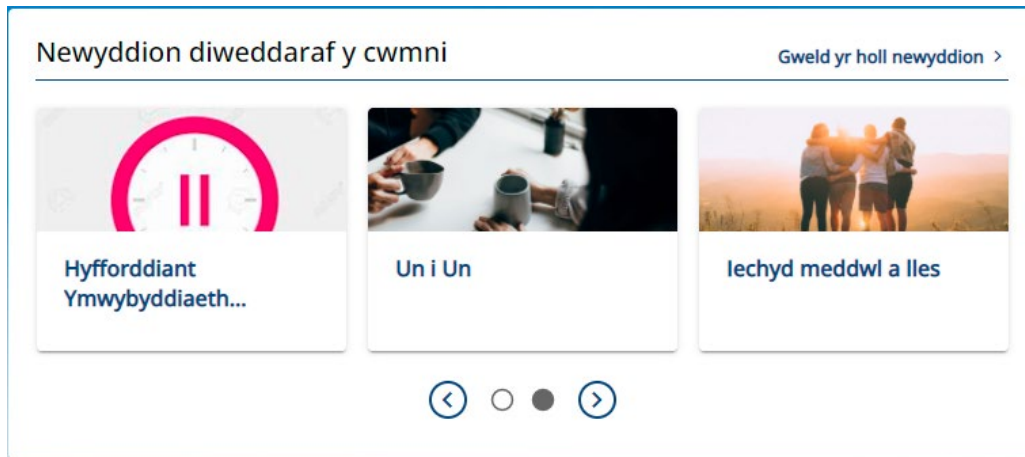 Newyddion diweddaraf y cwmni
Gweld yr holl newyddion >
Hyfforddiant
Ymwybyddiaeth...
Un i Un
Iechyd meddwl a lles